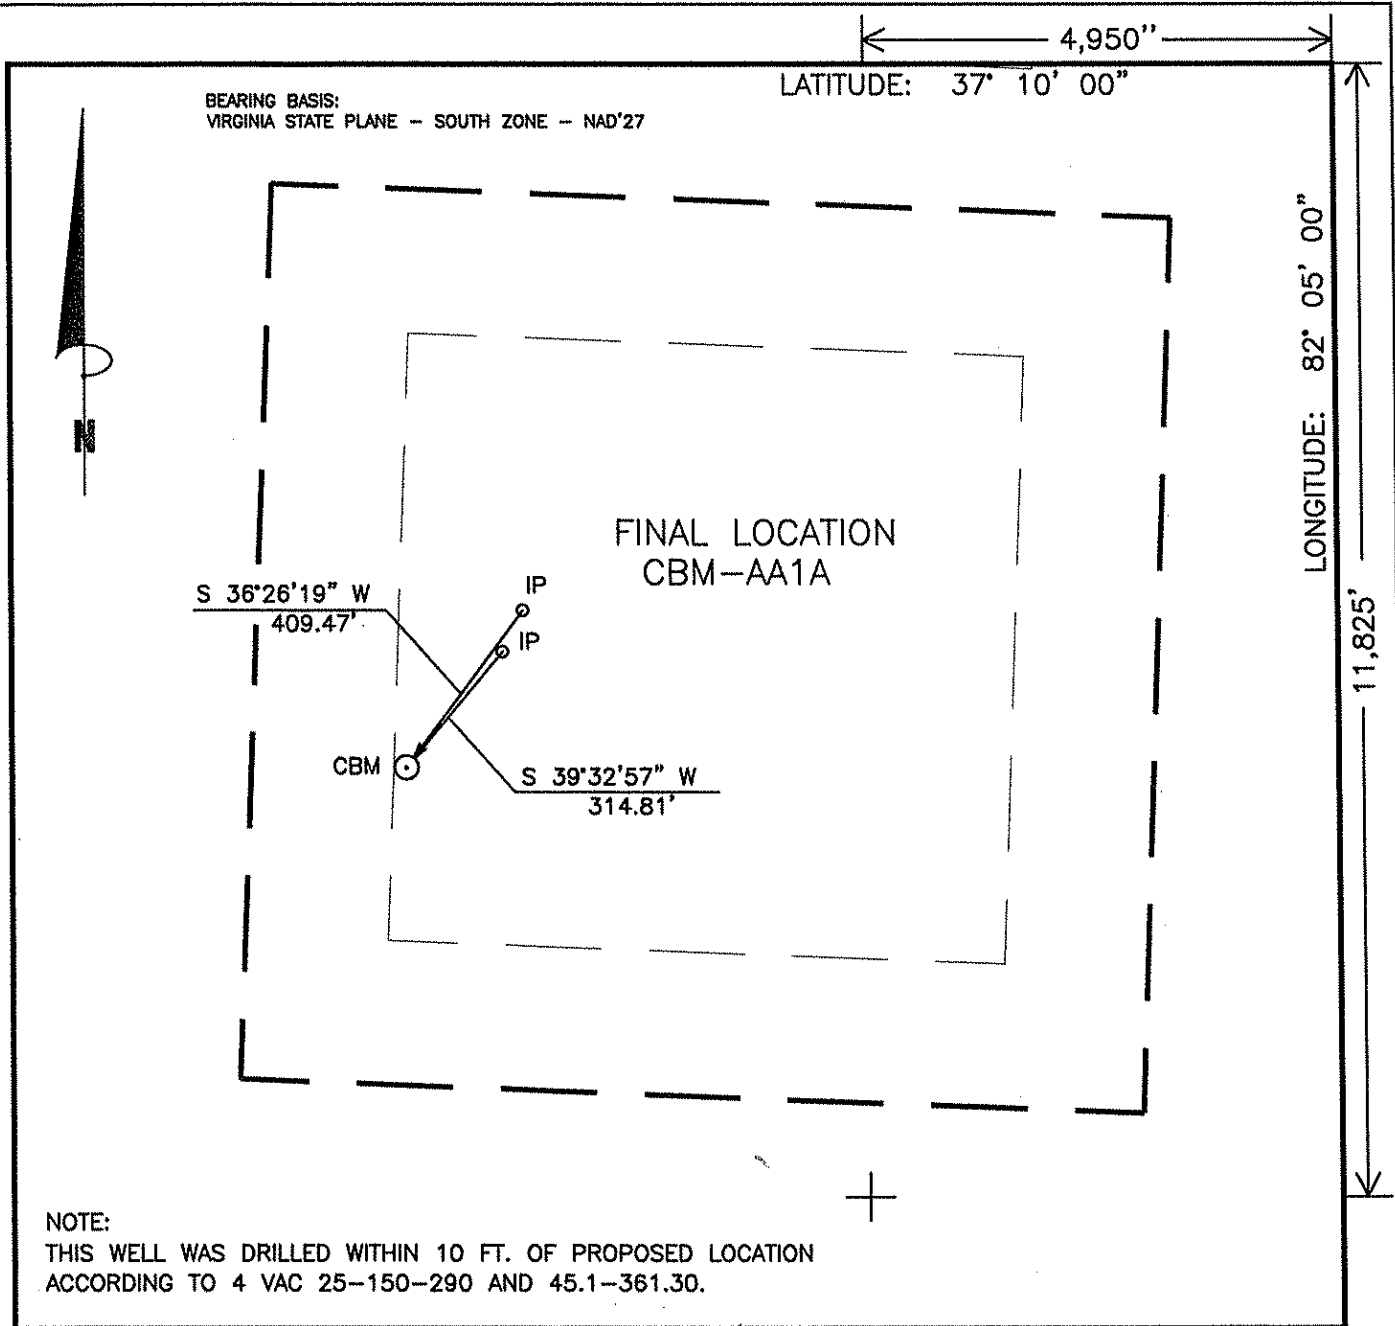 4,950''
LATITUDE: 37° 10' 00"
BEARING BASIS:
VIRGINIA STATE PLANE - SOUTH ZONE - NAD'27
LONGITUDE: 82° 05' 00"
N
FINAL LOCATION
CBM-AA1A
IP
S 36°26'19" W
409.47'
IP
11,825'
CBM
S 39°32'57" W
314.81'
NOTE:
THIS WELL WAS DRILLED WITHIN 10 FT. OF PROPOSED LOCATION
ACCORDING TO 4 VAC 25-150-290 AND 45.1-361.30.